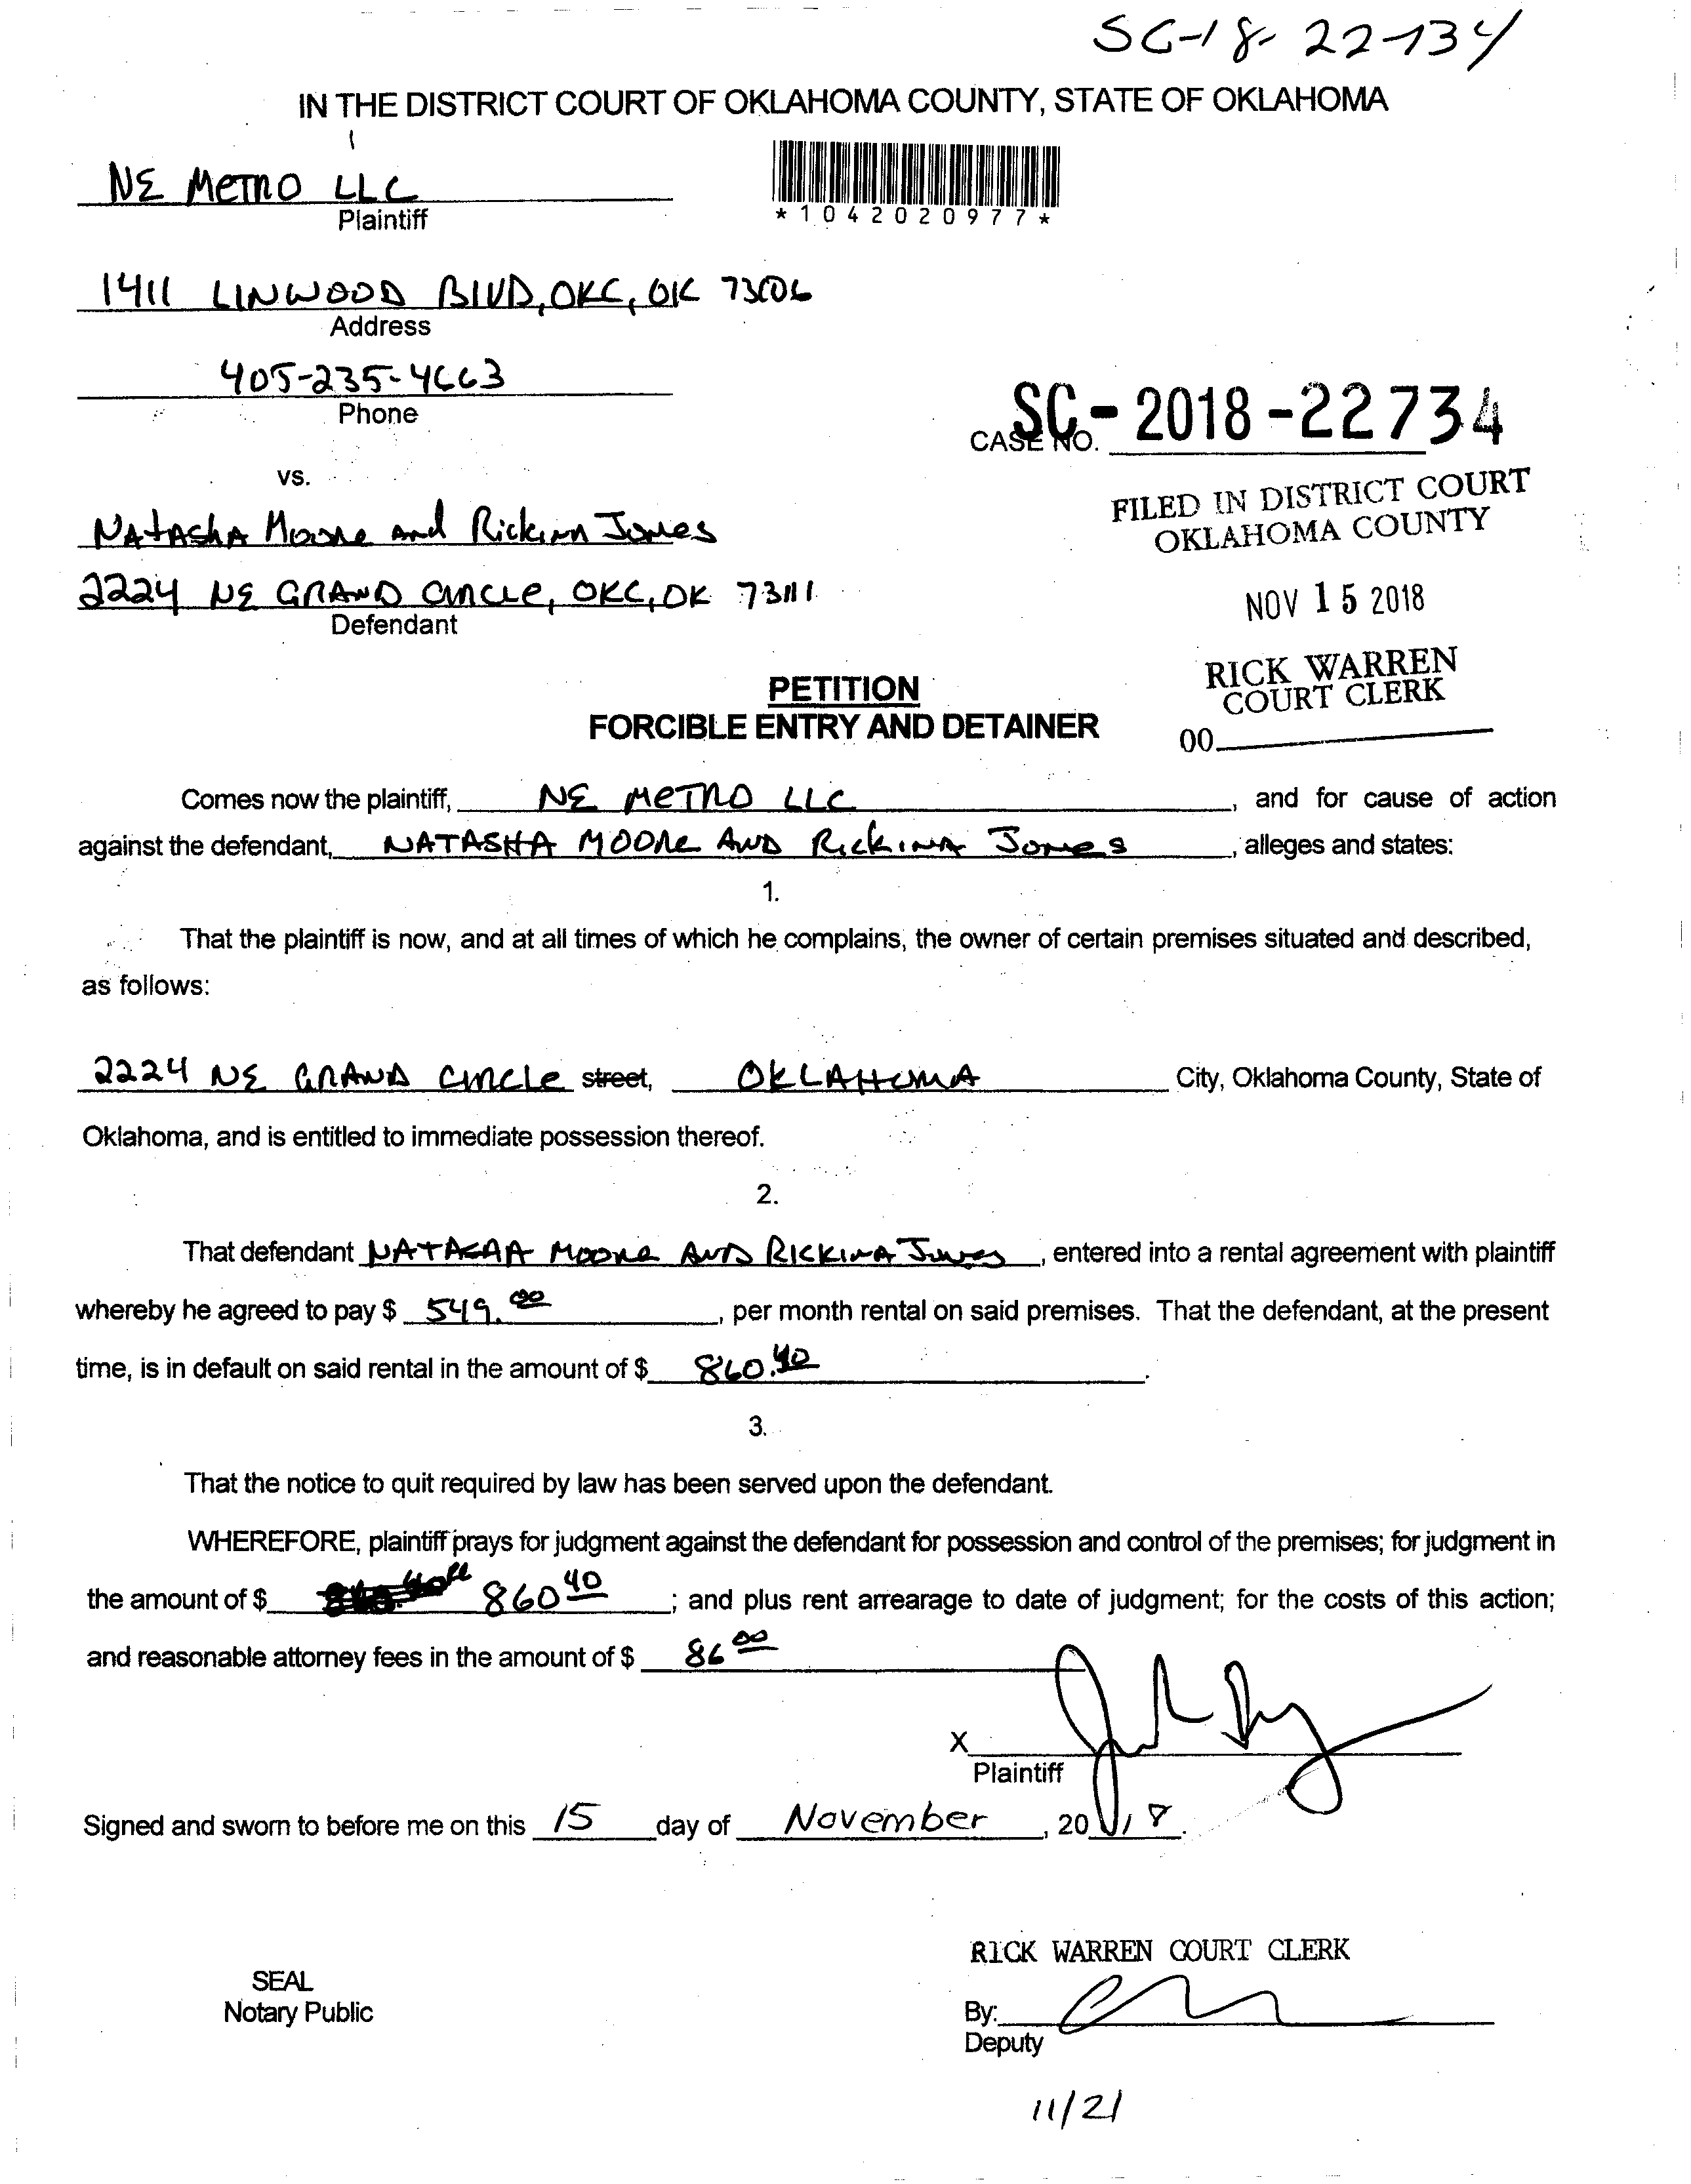 SC-18-22734
IN THE DISTRICT COURT OF OKLAHOMA COUNTY, STATE OF OKLAHOMA
NE METRO LLC
Plaintiff
*1042020977*
1411 LINWOOD BLVD, OKC, OK 73106
Address
405-235-4663
Phone
CASE NO. SC-2018-22734
vs.
FILED IN DISTRICT COURT
OKLAHOMA COUNTY
Natasha Moore and Rickina Jones
2224 NE GRAND CIRCLE, OKC, OK 73111
Defendant
NOV 15 2018
RICK WARREN
COURT CLERK
00
PETITION
FORCIBLE ENTRY AND DETAINER
Comes now the plaintiff, NE METRO LLC, and for cause of action
against the defendant, NATASHA MOORE AND RICKINA Jones, alleges and states:
1.
That the plaintiff is now, and at all times of which he complains, the owner of certain premises situated and described,
as follows:
2224 NE GRAND CIRCLE street, OKLAHOMA City, Oklahoma County, State of
Oklahoma, and is entitled to immediate possession thereof.
2.
That defendant MOORE AND RICKINA Jones, entered into a rental agreement with plaintiff
whereby he agreed to pay $ 549.00, per month rental on said premises. That the defendant, at the present
time, is in default on said rental in the amount of $ 860.40.
3.
That the notice to quit required by law has been served upon the defendant.
WHEREFORE, plaintiff prays for judgment against the defendant for possession and control of the premises; for judgment in
the amount of $ 860 40; and plus rent arrearage to date of judgment; for the costs of this action;
and reasonable attorney fees in the amount of $ 86 00
X
Plaintiff
Signed and sworn to before me on this 15 day of November, 2018.
RICK WARREN COURT CLERK
SEAL
Notary Public
By:
Deputy
11/21